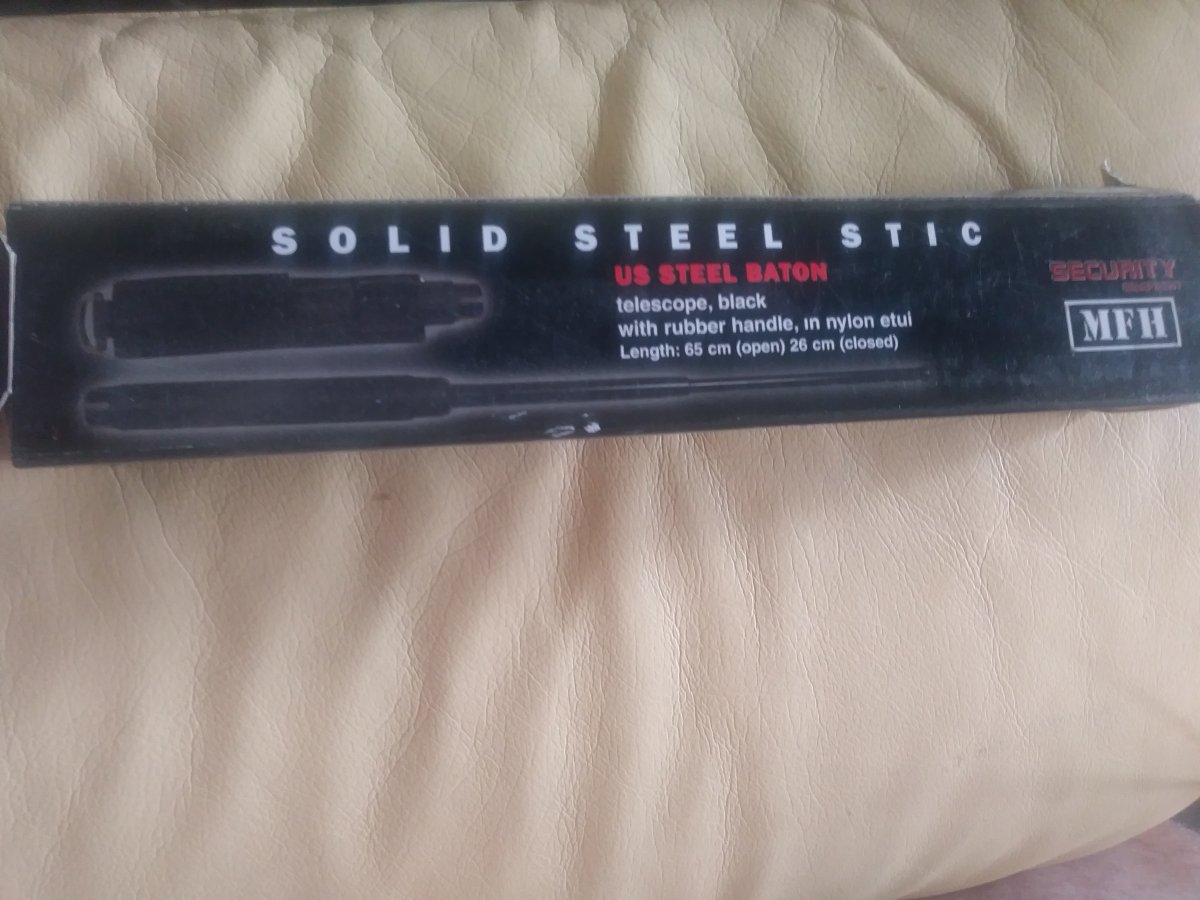 SOLID STEEL STIC
US STEEL BATON
telescope, black
with rubber handle, in nylon etui
Length: 65 cm (open) 26 cm (closed)
SECURITY
MFH